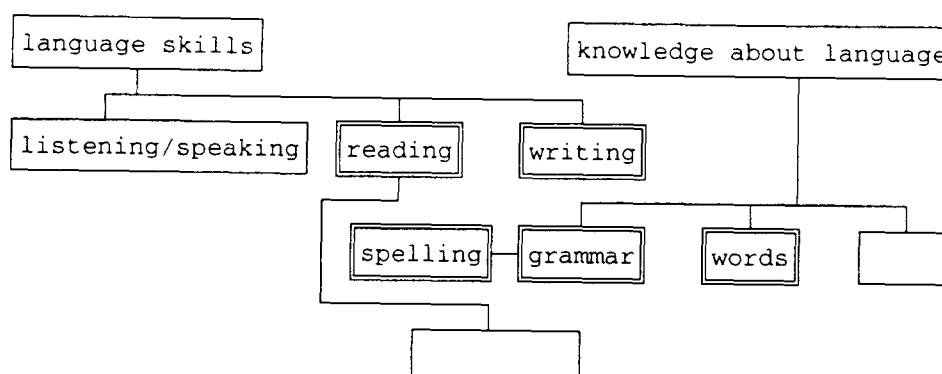 language skills
knowledge about language
listening/speaking
reading
writing
spelling
grammar
words